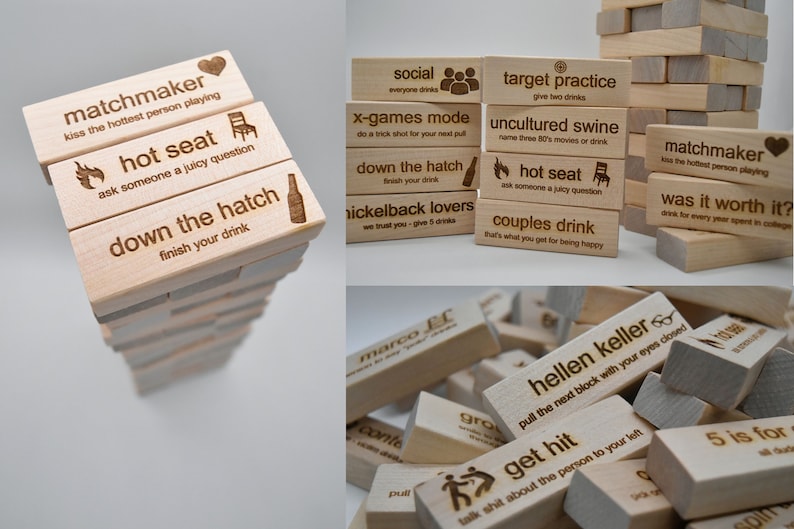 matchmaker
kiss the hottest person playing
hot seat
ask someone a juicy question
down the hatch
finish your drink
social
everyone drinks
x-games mode
do a trick shot for your next pull
down the hatch
finish your drink
nickelback lovers
we trust you - give 5 drinks
target practice
give two drinks
uncultured swine
name three 80's movies or drink
hot seat
ask someone a juicy question
couples drink
that's what you get for being happy
matchmaker
kiss the hottest person playing
was it worth it?
drink for every year spent in college
marco
to say "polo" drinks
hellen keller
pull the next block with your eyes closed
hot seat
get hit
talk shit about the person to your left
5 is for
all
pull